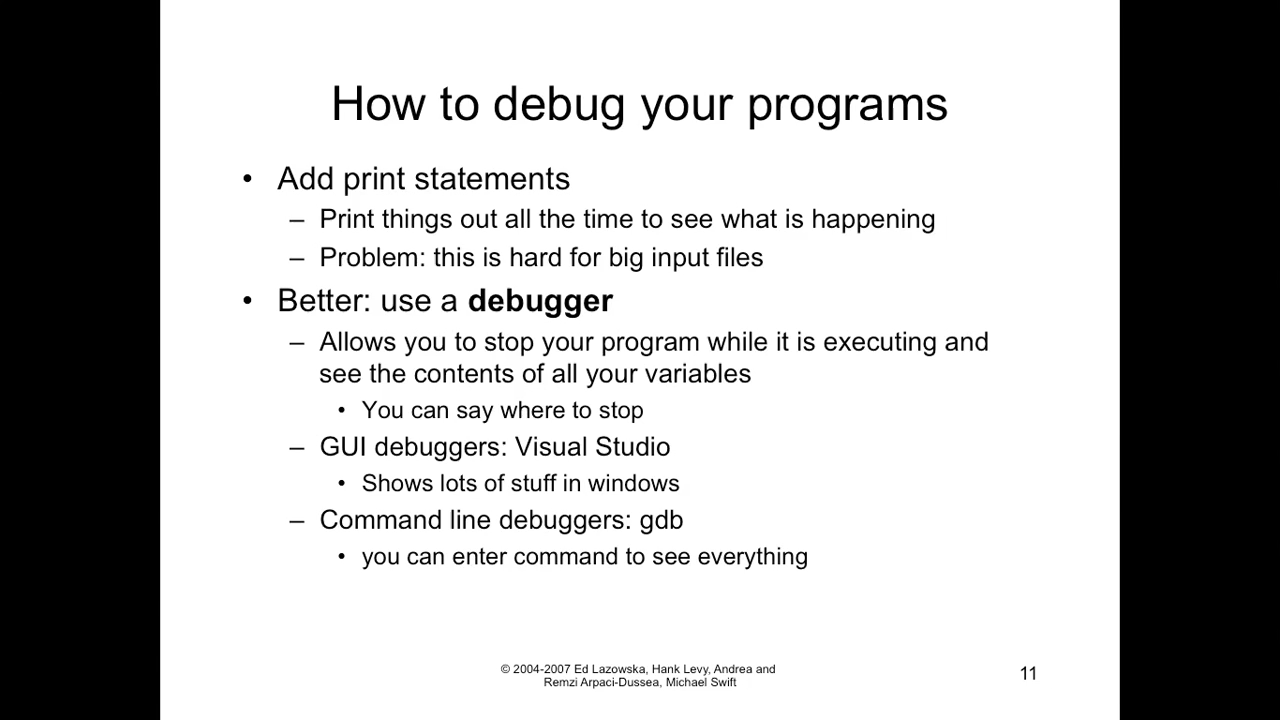 How to debug your programs
• Add print statements
– Print things out all the time to see what is happening
– Problem: this is hard for big input files
• Better: use a debugger
– Allows you to stop your program while it is executing and
see the contents of all your variables
• You can say where to stop
– GUI debuggers: Visual Studio
• Shows lots of stuff in windows
– Command line debuggers: gdb
• you can enter command to see everything
© 2004-2007 Ed Lazowska, Hank Levy, Andrea and
Remzi Arpaci-Dussea, Michael Swift
11